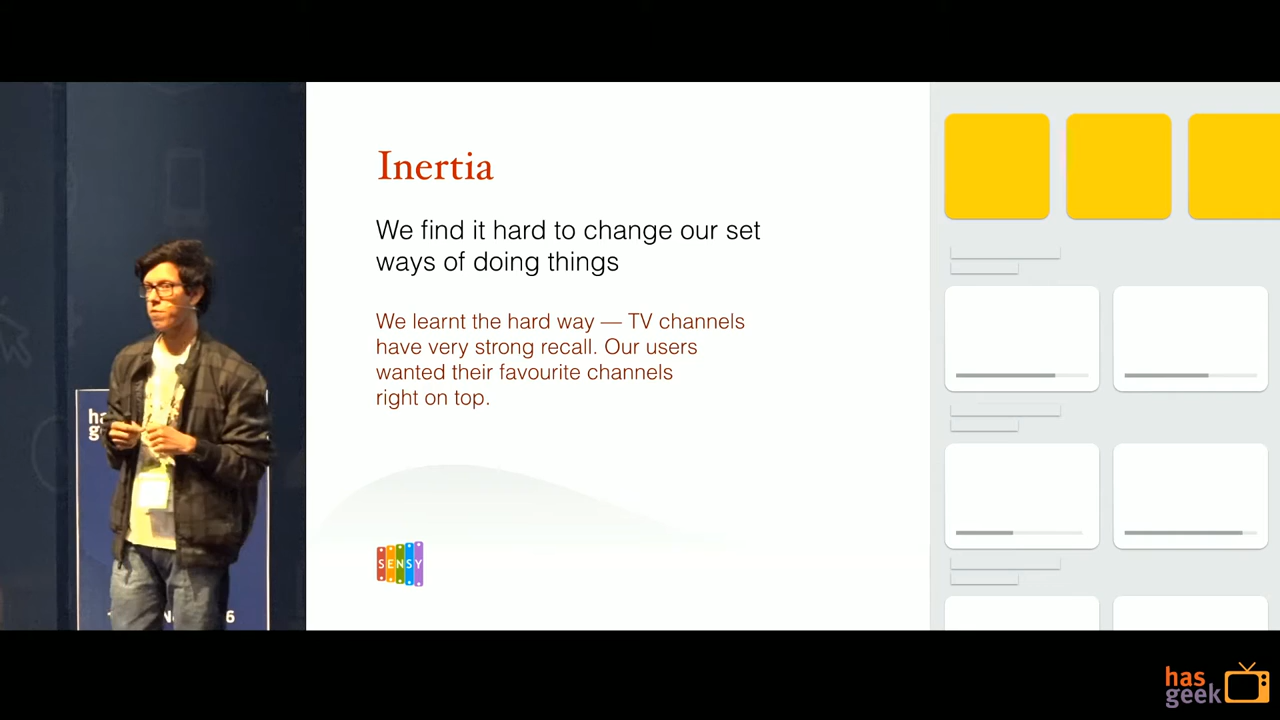 Inertia
We find it hard to change our set
ways of doing things
We learnt the hard way — TV channels
have very strong recall. Our users
wanted their favourite channels
right on top.
SENSY
has
geek